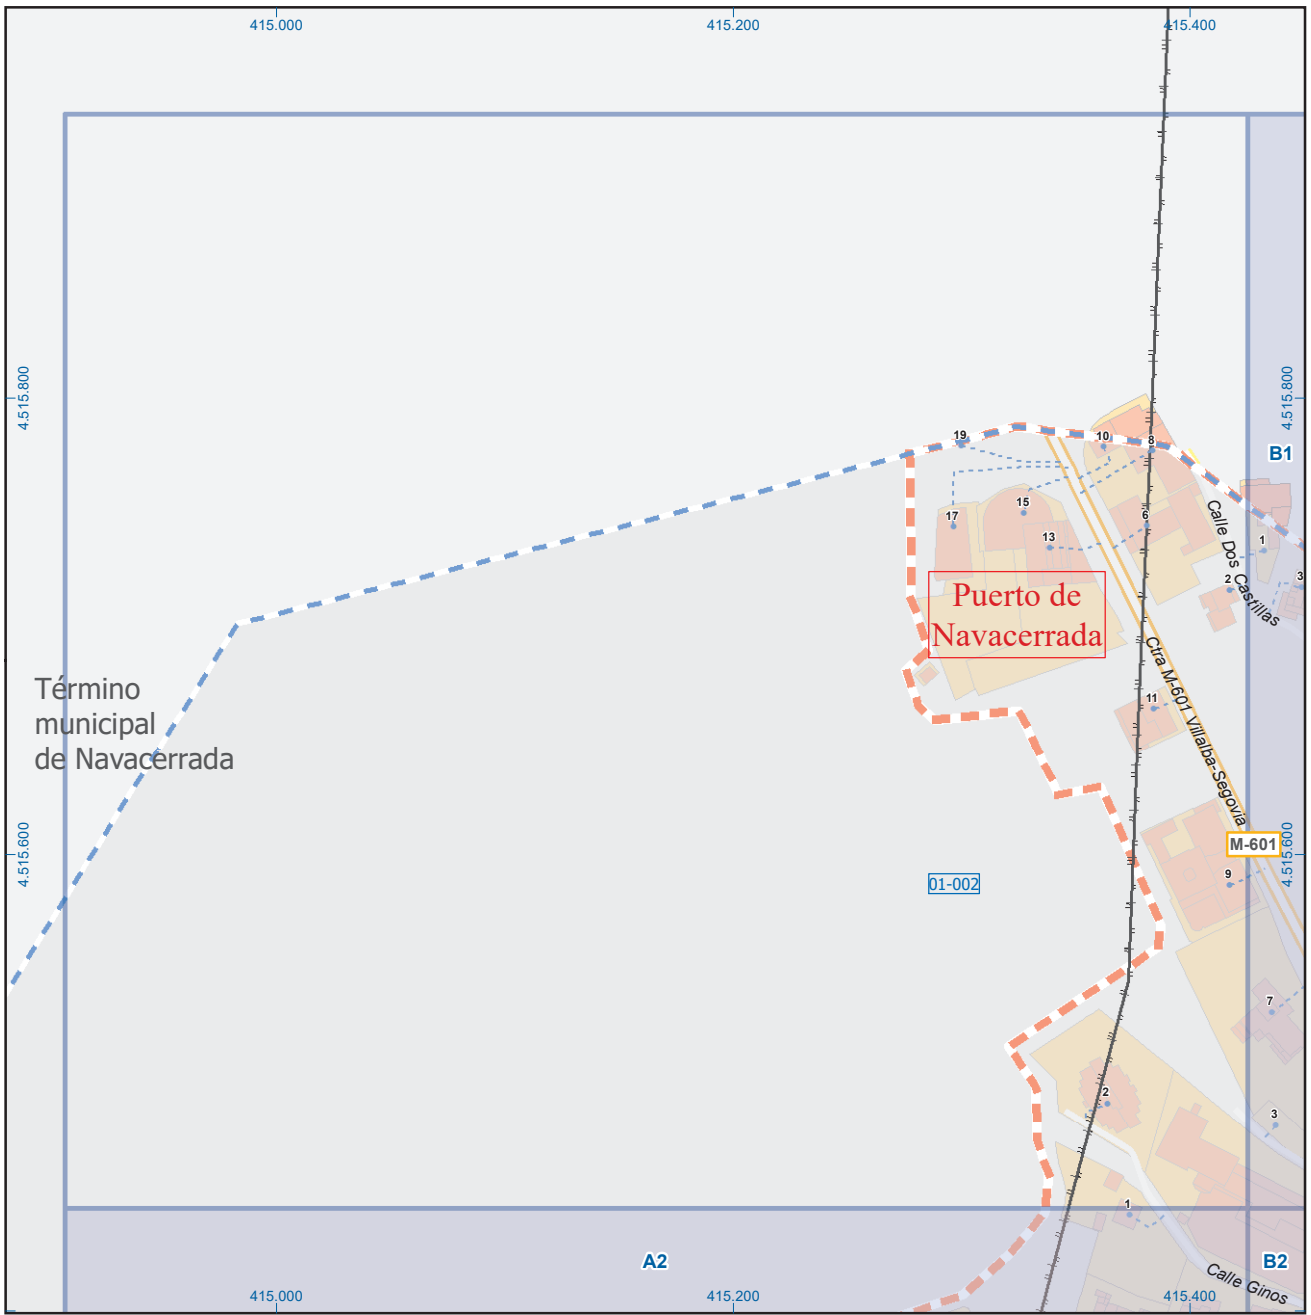 415.000
415.200
415.400
4.515.800
4.515.800
B1
19
10
8
17
15
13
6
1
2
3
Calle Dos Castillas
Puerto de
Navacerrada
Ctra M-601 Villalba-Segovia
11
Término
municipal
de Navacerrada
4.515.600
4.515.600
M-601
9
01-002
7
2
3
1
A2
B2
Calle Ginos
415.000
415.200
415.400